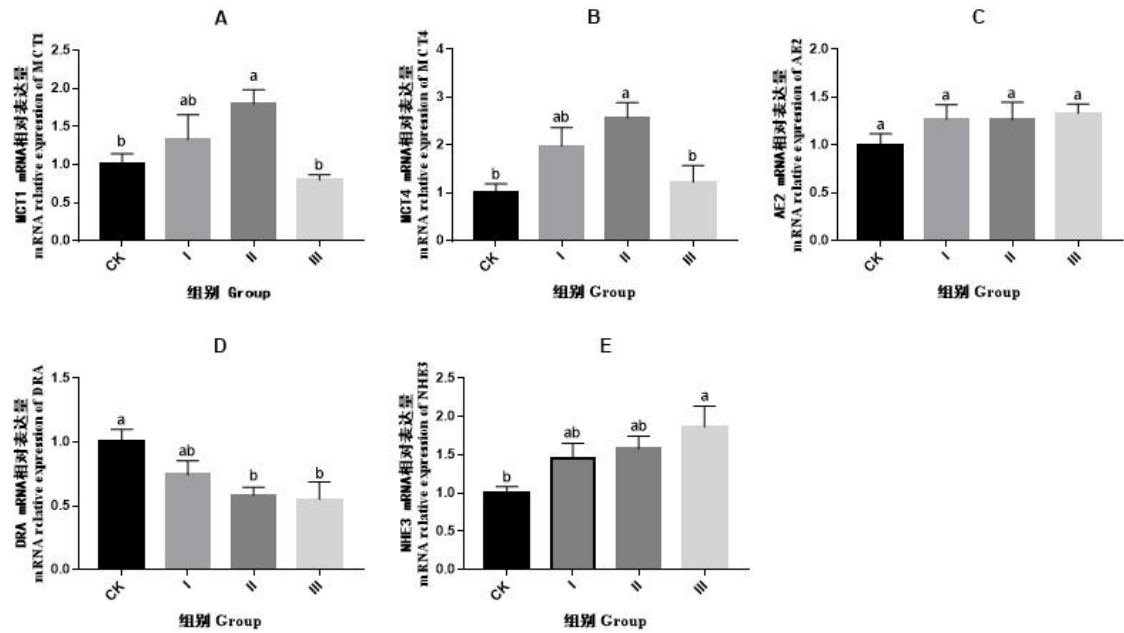 A
MCT1 mRNA相对表达量
mRNA relative expression of MCT1
2.5
2.0
1.5
1.0
0.5
0.0
b
ab
a
b
CK
I
II
III
组别 Group
B
MCT4 mRNA相对表达量
mRNA relative expression of MCT4
4
3
2
1
0
b
ab
a
b
CK
I
II
III
组别 Group
C
AE2 mRNA相对表达量
mRNA relative expression of AE2
2.0
1.5
1.0
0.5
0.0
a
a
a
a
CK
I
II
III
组别 Group
D
DRA mRNA相对表达量
mRNA relative expression of DRA
1.5
1.0
0.5
0.0
a
ab
b
b
CK
I
II
III
组别 Group
E
NHE3 mRNA相对表达量
mRNA relative expression of NHE3
2.5
2.0
1.5
1.0
0.5
0.0
b
ab
ab
a
CK
I
II
III
组别 Group